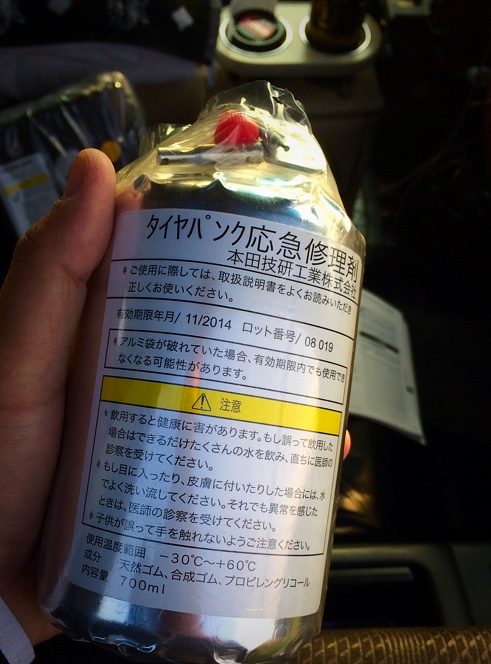 タイヤパンク応急修理剤
本田技研工業株式会社
＊ご使用に際しては、取扱説明書をよくお読みいただき
正しくお使いください。
有効期限年月/ 11/2014 ロット番号/ 08 019
＊アルミ袋が破れていた場合、有効期限内でも使用でき
なくなる可能性があります。
注意
＊飲用すると健康に害があります。もし誤って飲用した
場合はできるだけたくさんの水を飲み、直ちに医師の
診察を受けてください。
＊もし目に入ったり、皮膚に付いたりした場合には、水
でよく洗い流してください。それでも異常を感じた
ときは、医師の診察を受けてください。
＊子供が誤って手を触れないようご注意ください。
使用温度範囲 －30℃～＋60℃
成分 天然ゴム、合成ゴム、プロピレングリコール
内容量 700ml